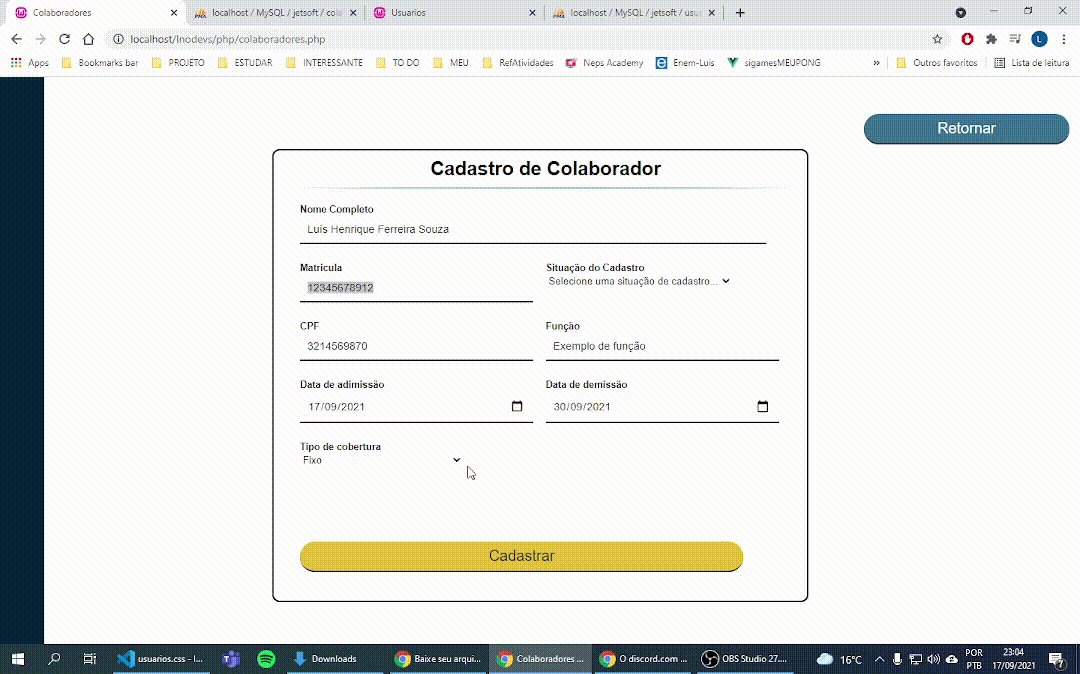 Colaboradores
localhost / MySQL / jetsoft / cola
Usuarios
localhost / MySQL / jetsoft / usu
localhost/Inodevs/php/colaboradores.php
L
Apps Bookmarks bar PROJETO ESTUDAR INTERESSANTE TO DO MEU RefAtividades Neps Academy Enem-Luis sigamesMEUPONG » Outros favoritos Lista de leitura
Retornar
Cadastro de Colaborador
Nome Completo
Luís Henrique Ferreira Souza
Matricula Situação do Cadastro
12345678912 Selecione uma situação de cadastro...
CPF Função
3214569870 Exemplo de função
Data de adimissão Data de demissão
17/09/2021 30/09/2021
Tipo de cobertura
Fixo
Cadastrar
usuarios.css - I... Downloads Baixe seu arqui... Colaboradores ... O discord.com ... OBS Studio 27.... 16°C
POR
PTB
23:04
17/09/2021
7